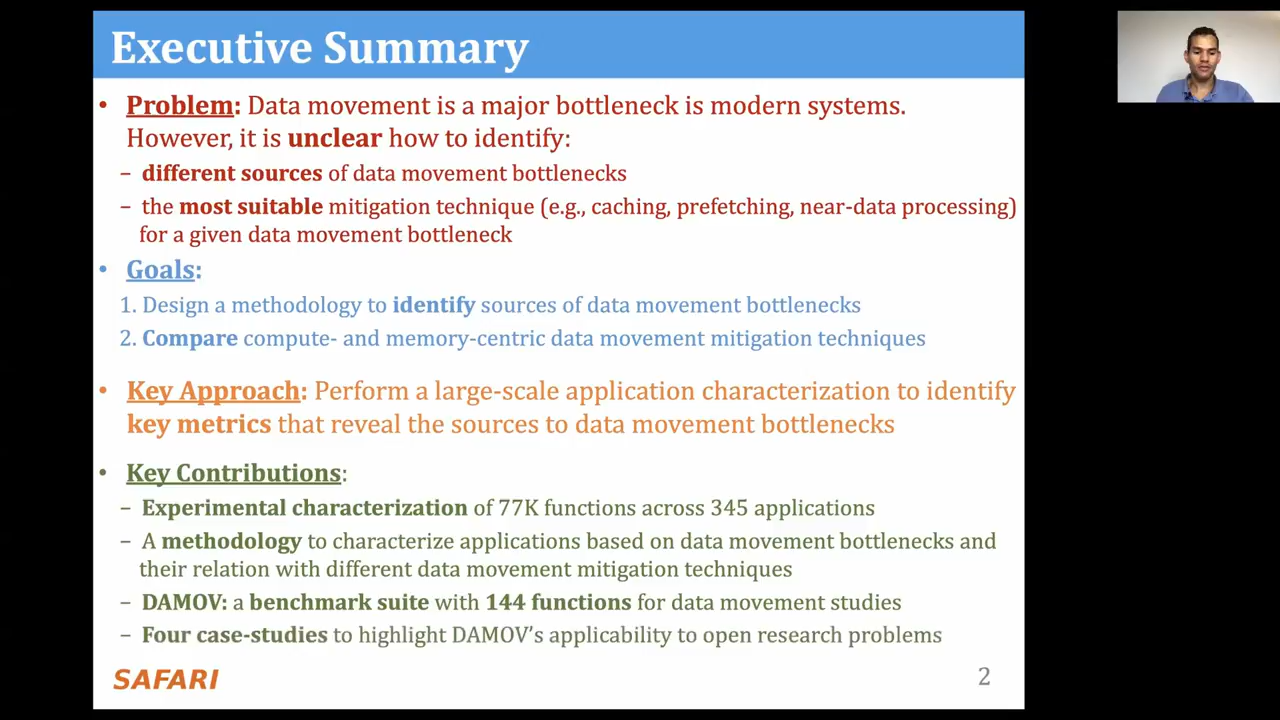 Executive Summary
• Problem: Data movement is a major bottleneck is modern systems.
However, it is unclear how to identify:
– different sources of data movement bottlenecks
– the most suitable mitigation technique (e.g., caching, prefetching, near-data processing)
for a given data movement bottleneck
• Goals:
1. Design a methodology to identify sources of data movement bottlenecks
2. Compare compute- and memory-centric data movement mitigation techniques
• Key Approach: Perform a large-scale application characterization to identify
key metrics that reveal the sources to data movement bottlenecks
• Key Contributions:
– Experimental characterization of 77K functions across 345 applications
– A methodology to characterize applications based on data movement bottlenecks and
their relation with different data movement mitigation techniques
– DAMOV: a benchmark suite with 144 functions for data movement studies
– Four case-studies to highlight DAMOV's applicability to open research problems
SAFARI
2